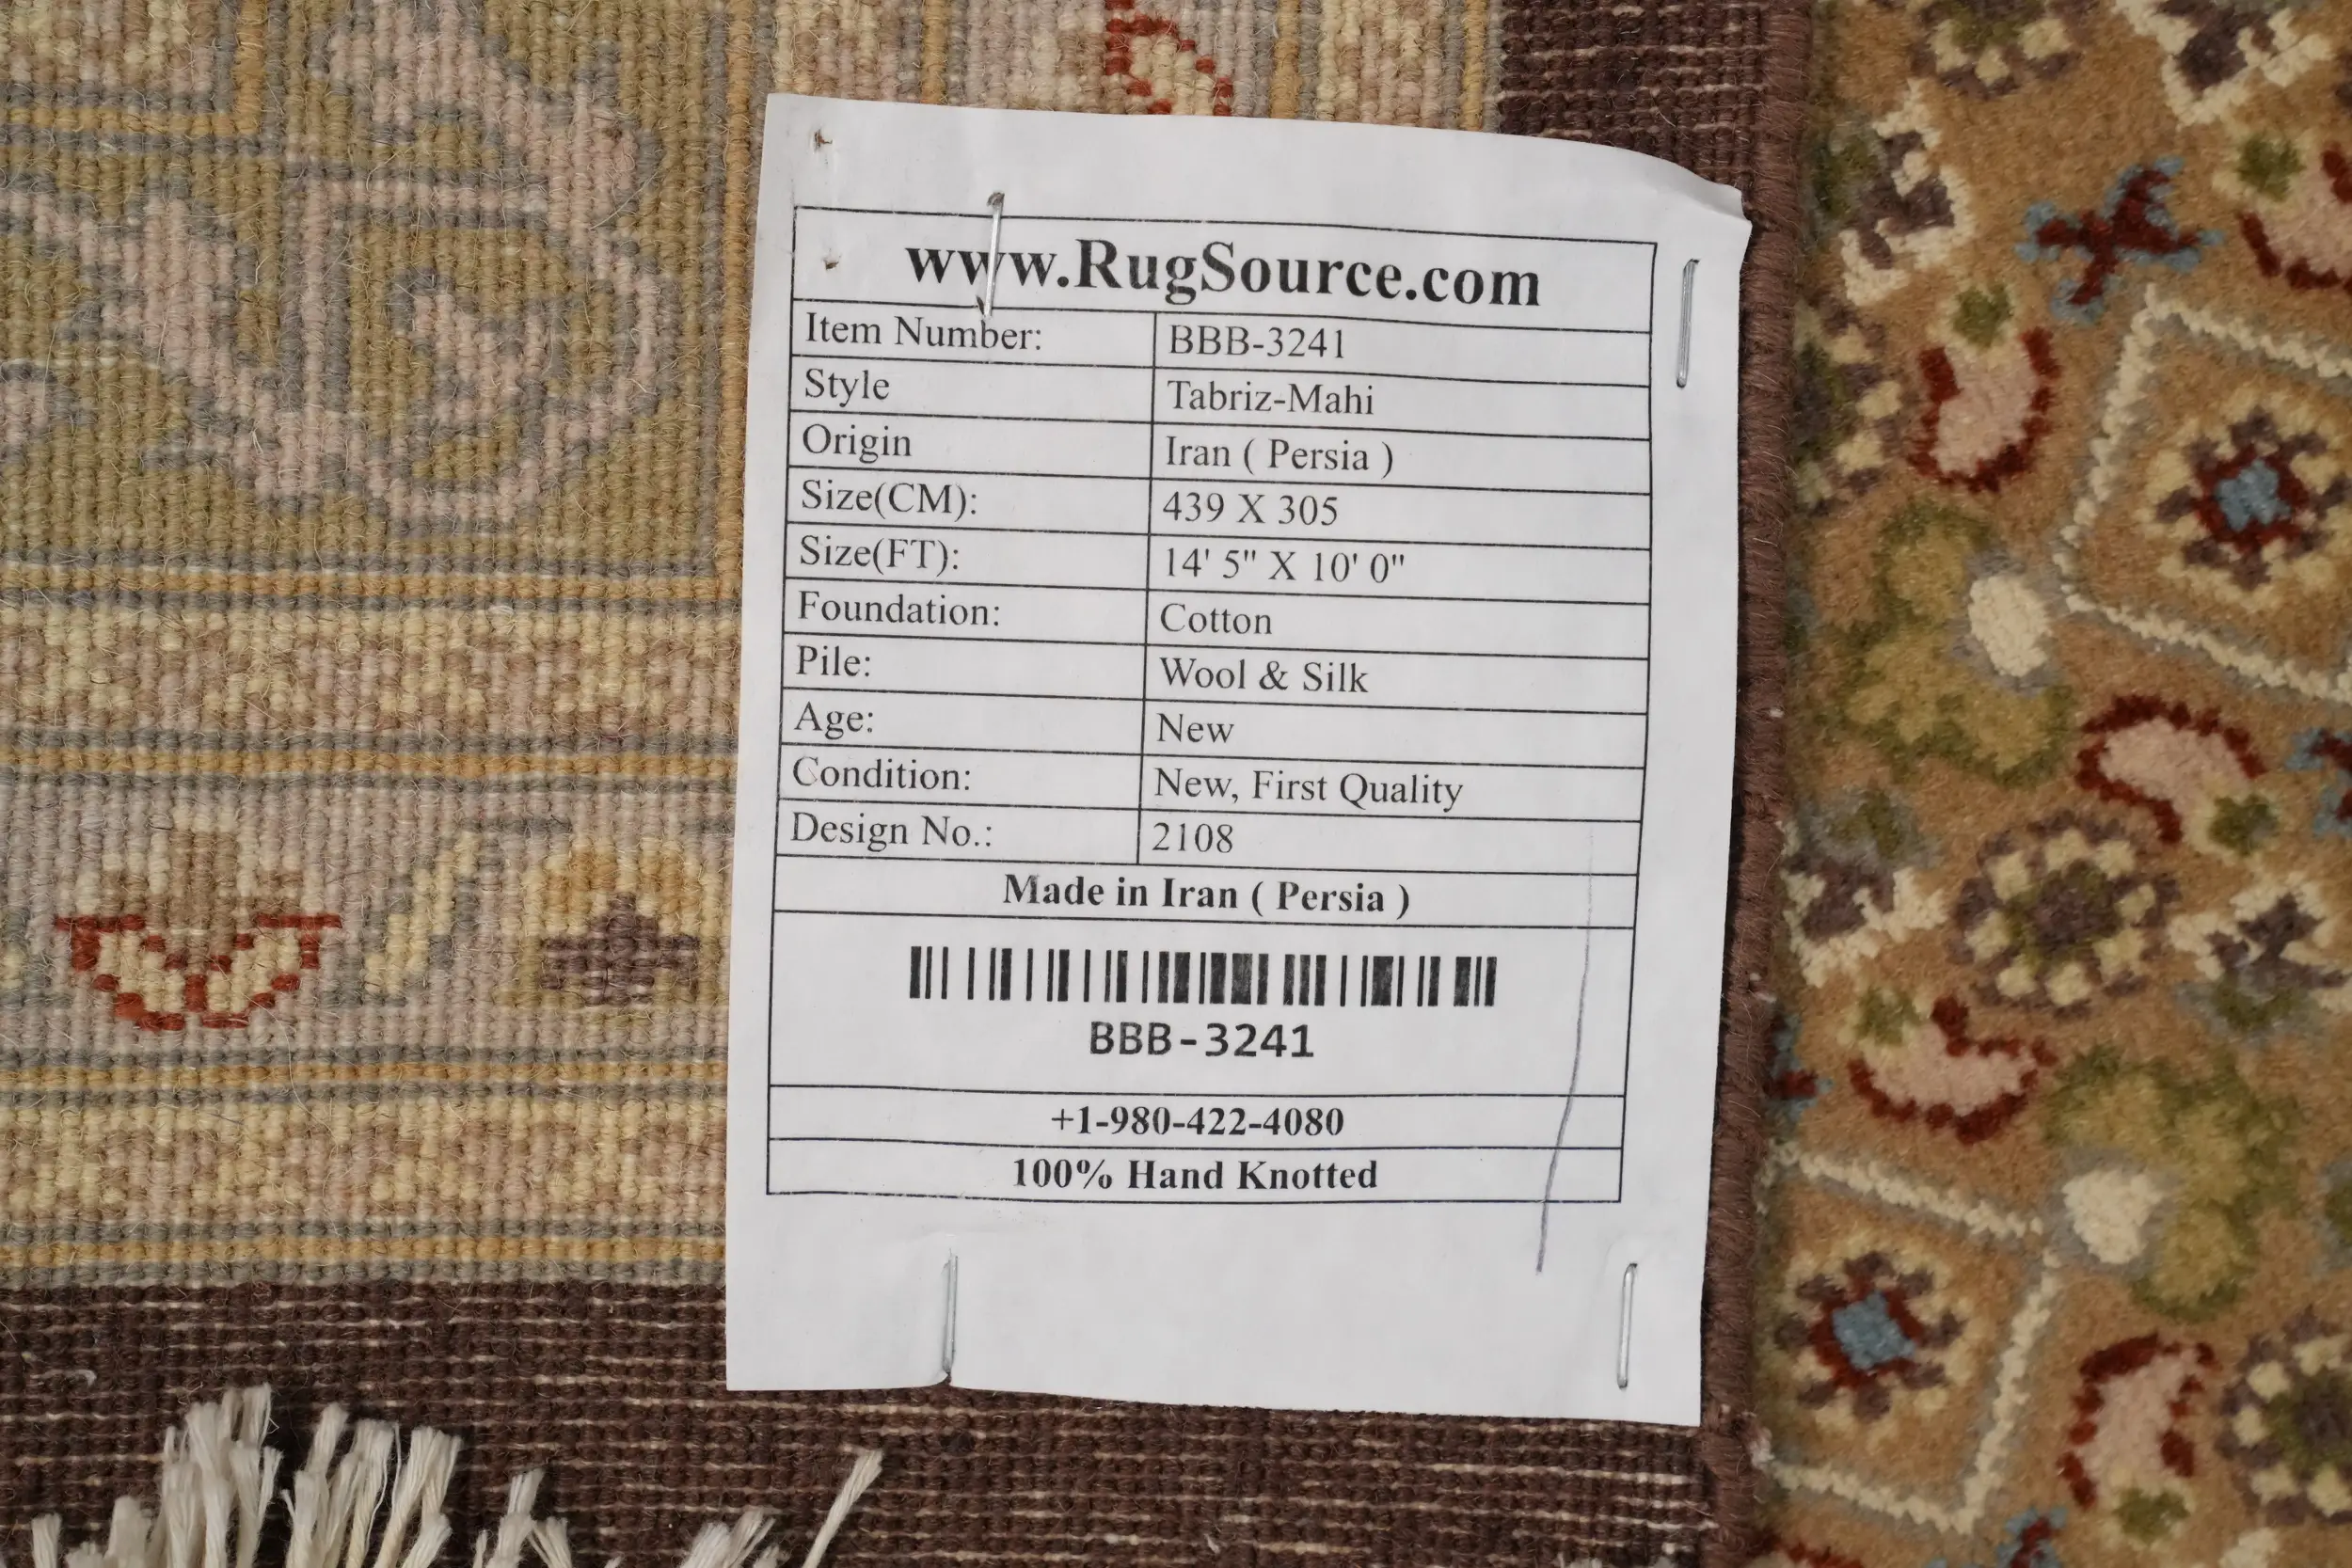 www.RugSource.com
Item Number: BBB-3241
Style Tabriz-Mahi
Origin Iran ( Persia )
Size(CM): 439 X 305
Size(FT): 14' 5" X 10' 0"
Foundation: Cotton
Pile: Wool & Silk
Age: New
Condition: New, First Quality
Design No.: 2108
Made in Iran ( Persia )
BBB-3241
+1-980-422-4080
100% Hand Knotted